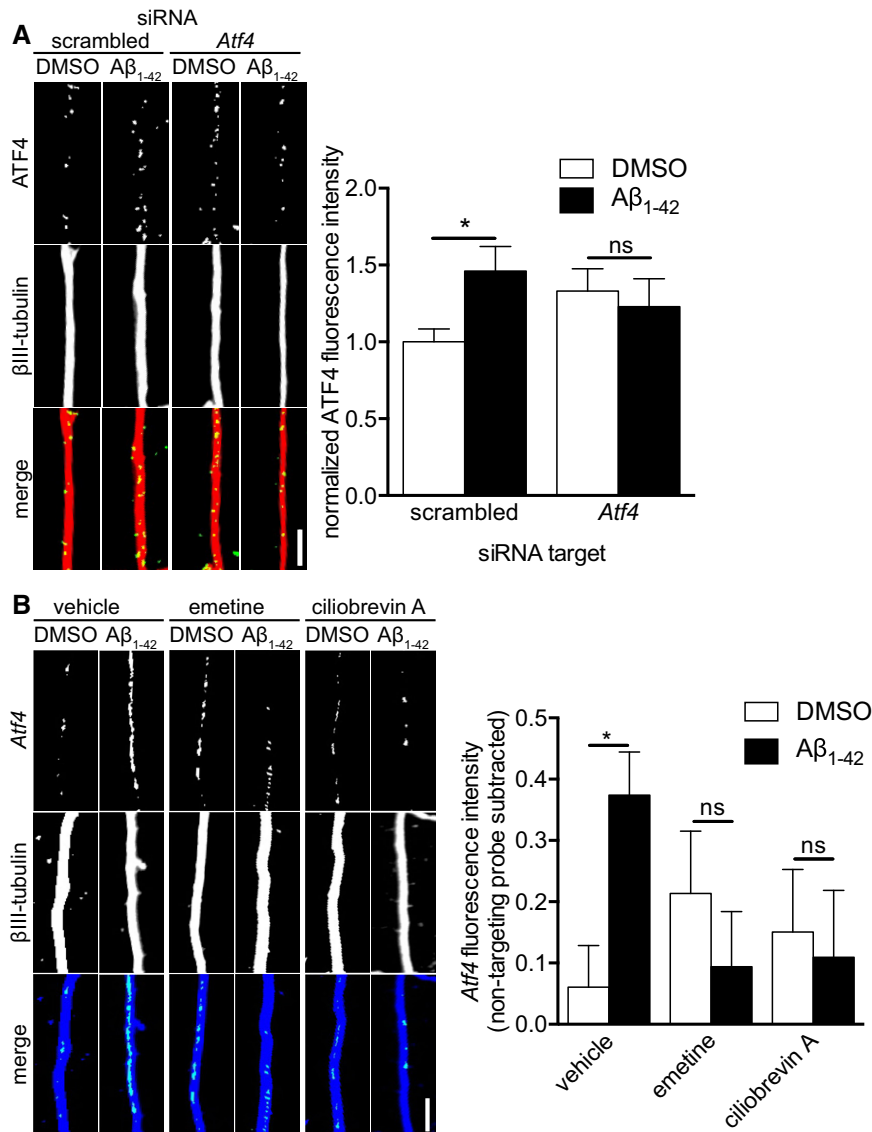 A
siRNA
scrambled Atf4
DMSO Aβ1-42 DMSO Aβ1-42
ATF4
βIII-tubulin
merge
normalized ATF4 fluorescence intensity
2.0
1.5
1.0
0.5
0.0
DMSO
Aβ1-42
*
ns
scrambled Atf4
siRNA target
B
vehicle emetine ciliobrevin A
DMSO Aβ1-42 DMSO Aβ1-42 DMSO Aβ1-42
Atf4
βIII-tubulin
merge
Atf4 fluorescence intensity
(non-targeting probe subtracted)
0.5
0.4
0.3
0.2
0.1
0.0
DMSO
Aβ1-42
*
ns
ns
vehicle
emetine
ciliobrevin A